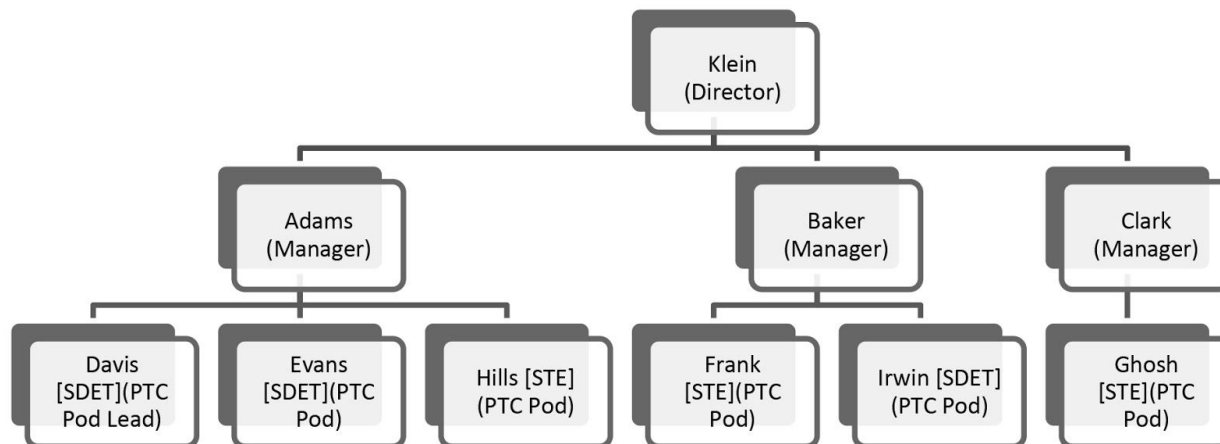 Klein
(Director)
Adams
(Manager)
Baker
(Manager)
Clark
(Manager)
Davis
[SDET](PTC
Pod Lead)
Evans
[SDET](PTC
Pod)
Hills [STE]
(PTC Pod)
Frank
[STE](PTC
Pod)
Irwin [SDET]
(PTC Pod)
Ghosh
[STE](PTC
Pod)